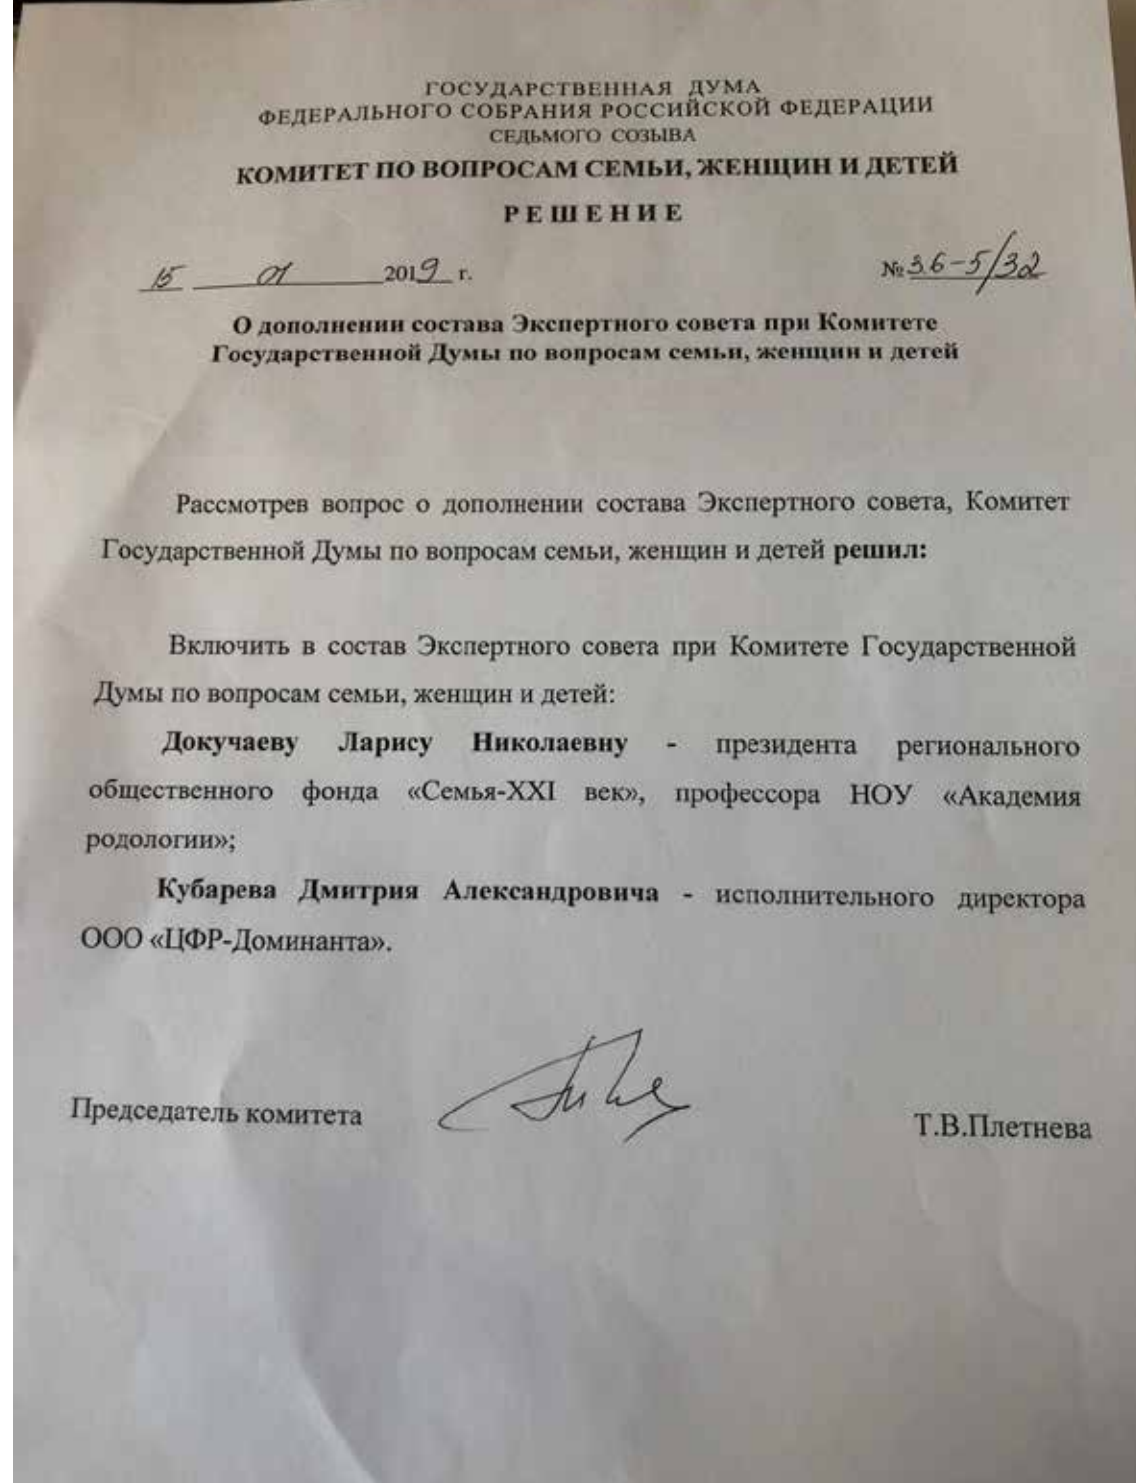 ГОСУДАРСТВЕННАЯ ДУМА
ФЕДЕРАЛЬНОГО СОБРАНИЯ РОССИЙСКОЙ ФЕДЕРАЦИИ
СЕДЬМОГО СОЗЫВА
КОМИТЕТ ПО ВОПРОСАМ СЕМЬИ, ЖЕНЩИН И ДЕТЕЙ
РЕШЕНИЕ
15 01 2019 г. № 3.6-5/32
О дополнении состава Экспертного совета при Комитете
Государственной Думы по вопросам семьи, женщин и детей
Рассмотрев вопрос о дополнении состава Экспертного совета, Комитет
Государственной Думы по вопросам семьи, женщин и детей решил:
Включить в состав Экспертного совета при Комитете Государственной
Думы по вопросам семьи, женщин и детей:
Докучаеву Ларису Николаевну - президента регионального
общественного фонда «Семья-XXI век», профессора НОУ «Академия
родологии»;
Кубарева Дмитрия Александровича - исполнительного директора
ООО «ЦФР-Доминанта».
Председатель комитета Т.В.Плетнева